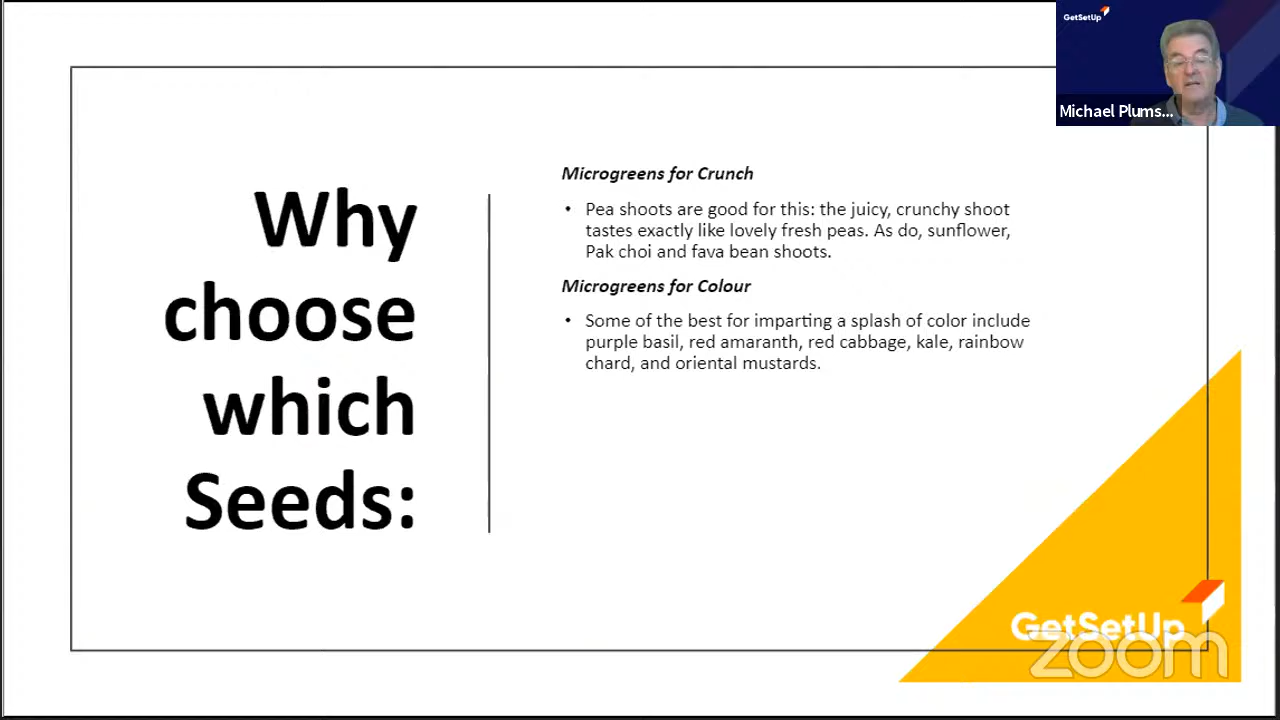 GetSetUp
Michael Plums...
Why
choose
which
Seeds:
Microgreens for Crunch
• Pea shoots are good for this: the juicy, crunchy shoot
tastes exactly like lovely fresh peas. As do, sunflower,
Pak choi and fava bean shoots.
Microgreens for Colour
• Some of the best for imparting a splash of color include
purple basil, red amaranth, red cabbage, kale, rainbow
chard, and oriental mustards.
GetSetUp
zoom